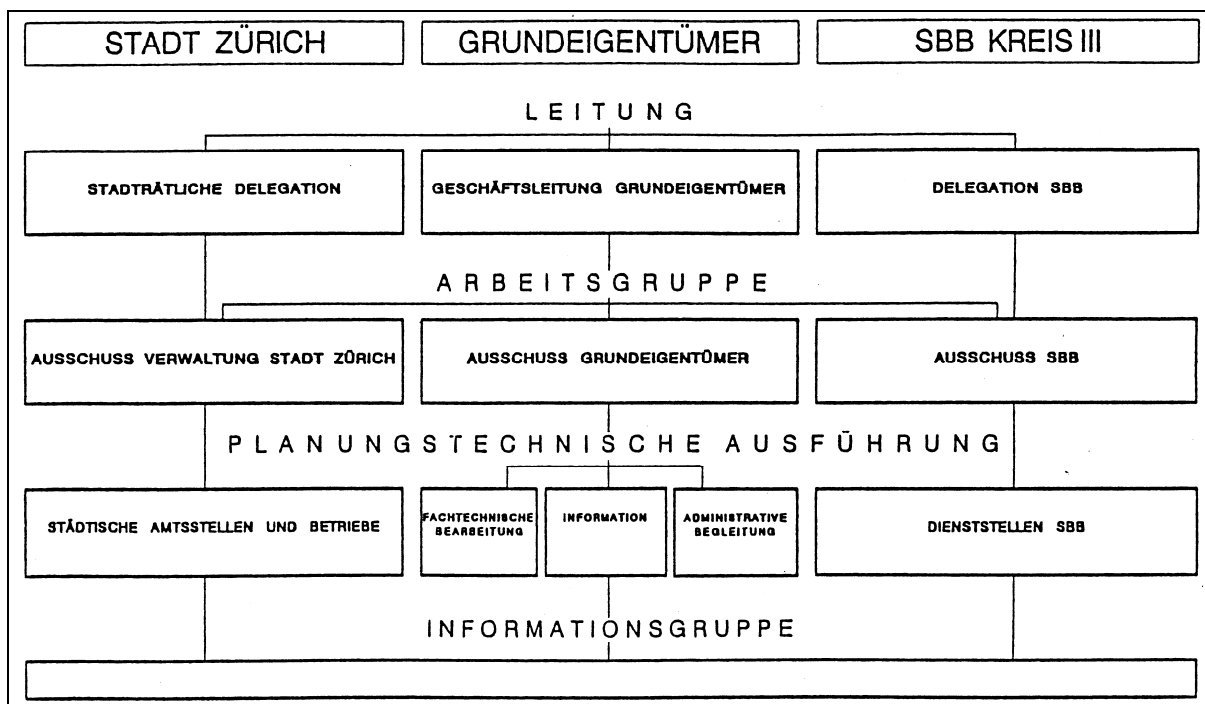 STADT ZÜRICH
GRUNDEIGENTÜMER
SBB KREIS III
LEITUNG
STADTRÄTLICHE DELEGATION
GESCHÄFTSLEITUNG GRUNDEIGENTÜMER
DELEGATION SBB
ARBEITSGRUPPE
AUSSCHUSS VERWALTUNG STADT ZÜRICH
AUSSCHUSS GRUNDEIGENTÜMER
AUSSCHUSS SBB
PLANUNGSTECHNISCHE AUSFÜHRUNG
STÄDTISCHE AMTSSTELLEN UND BETRIEBE
FACHTECHNISCHE
BEARBEITUNG
INFORMATION
ADMINISTRATIVE
BEGLEITUNG
DIENSTSTELLEN SBB
INFORMATIONSGRUPPE